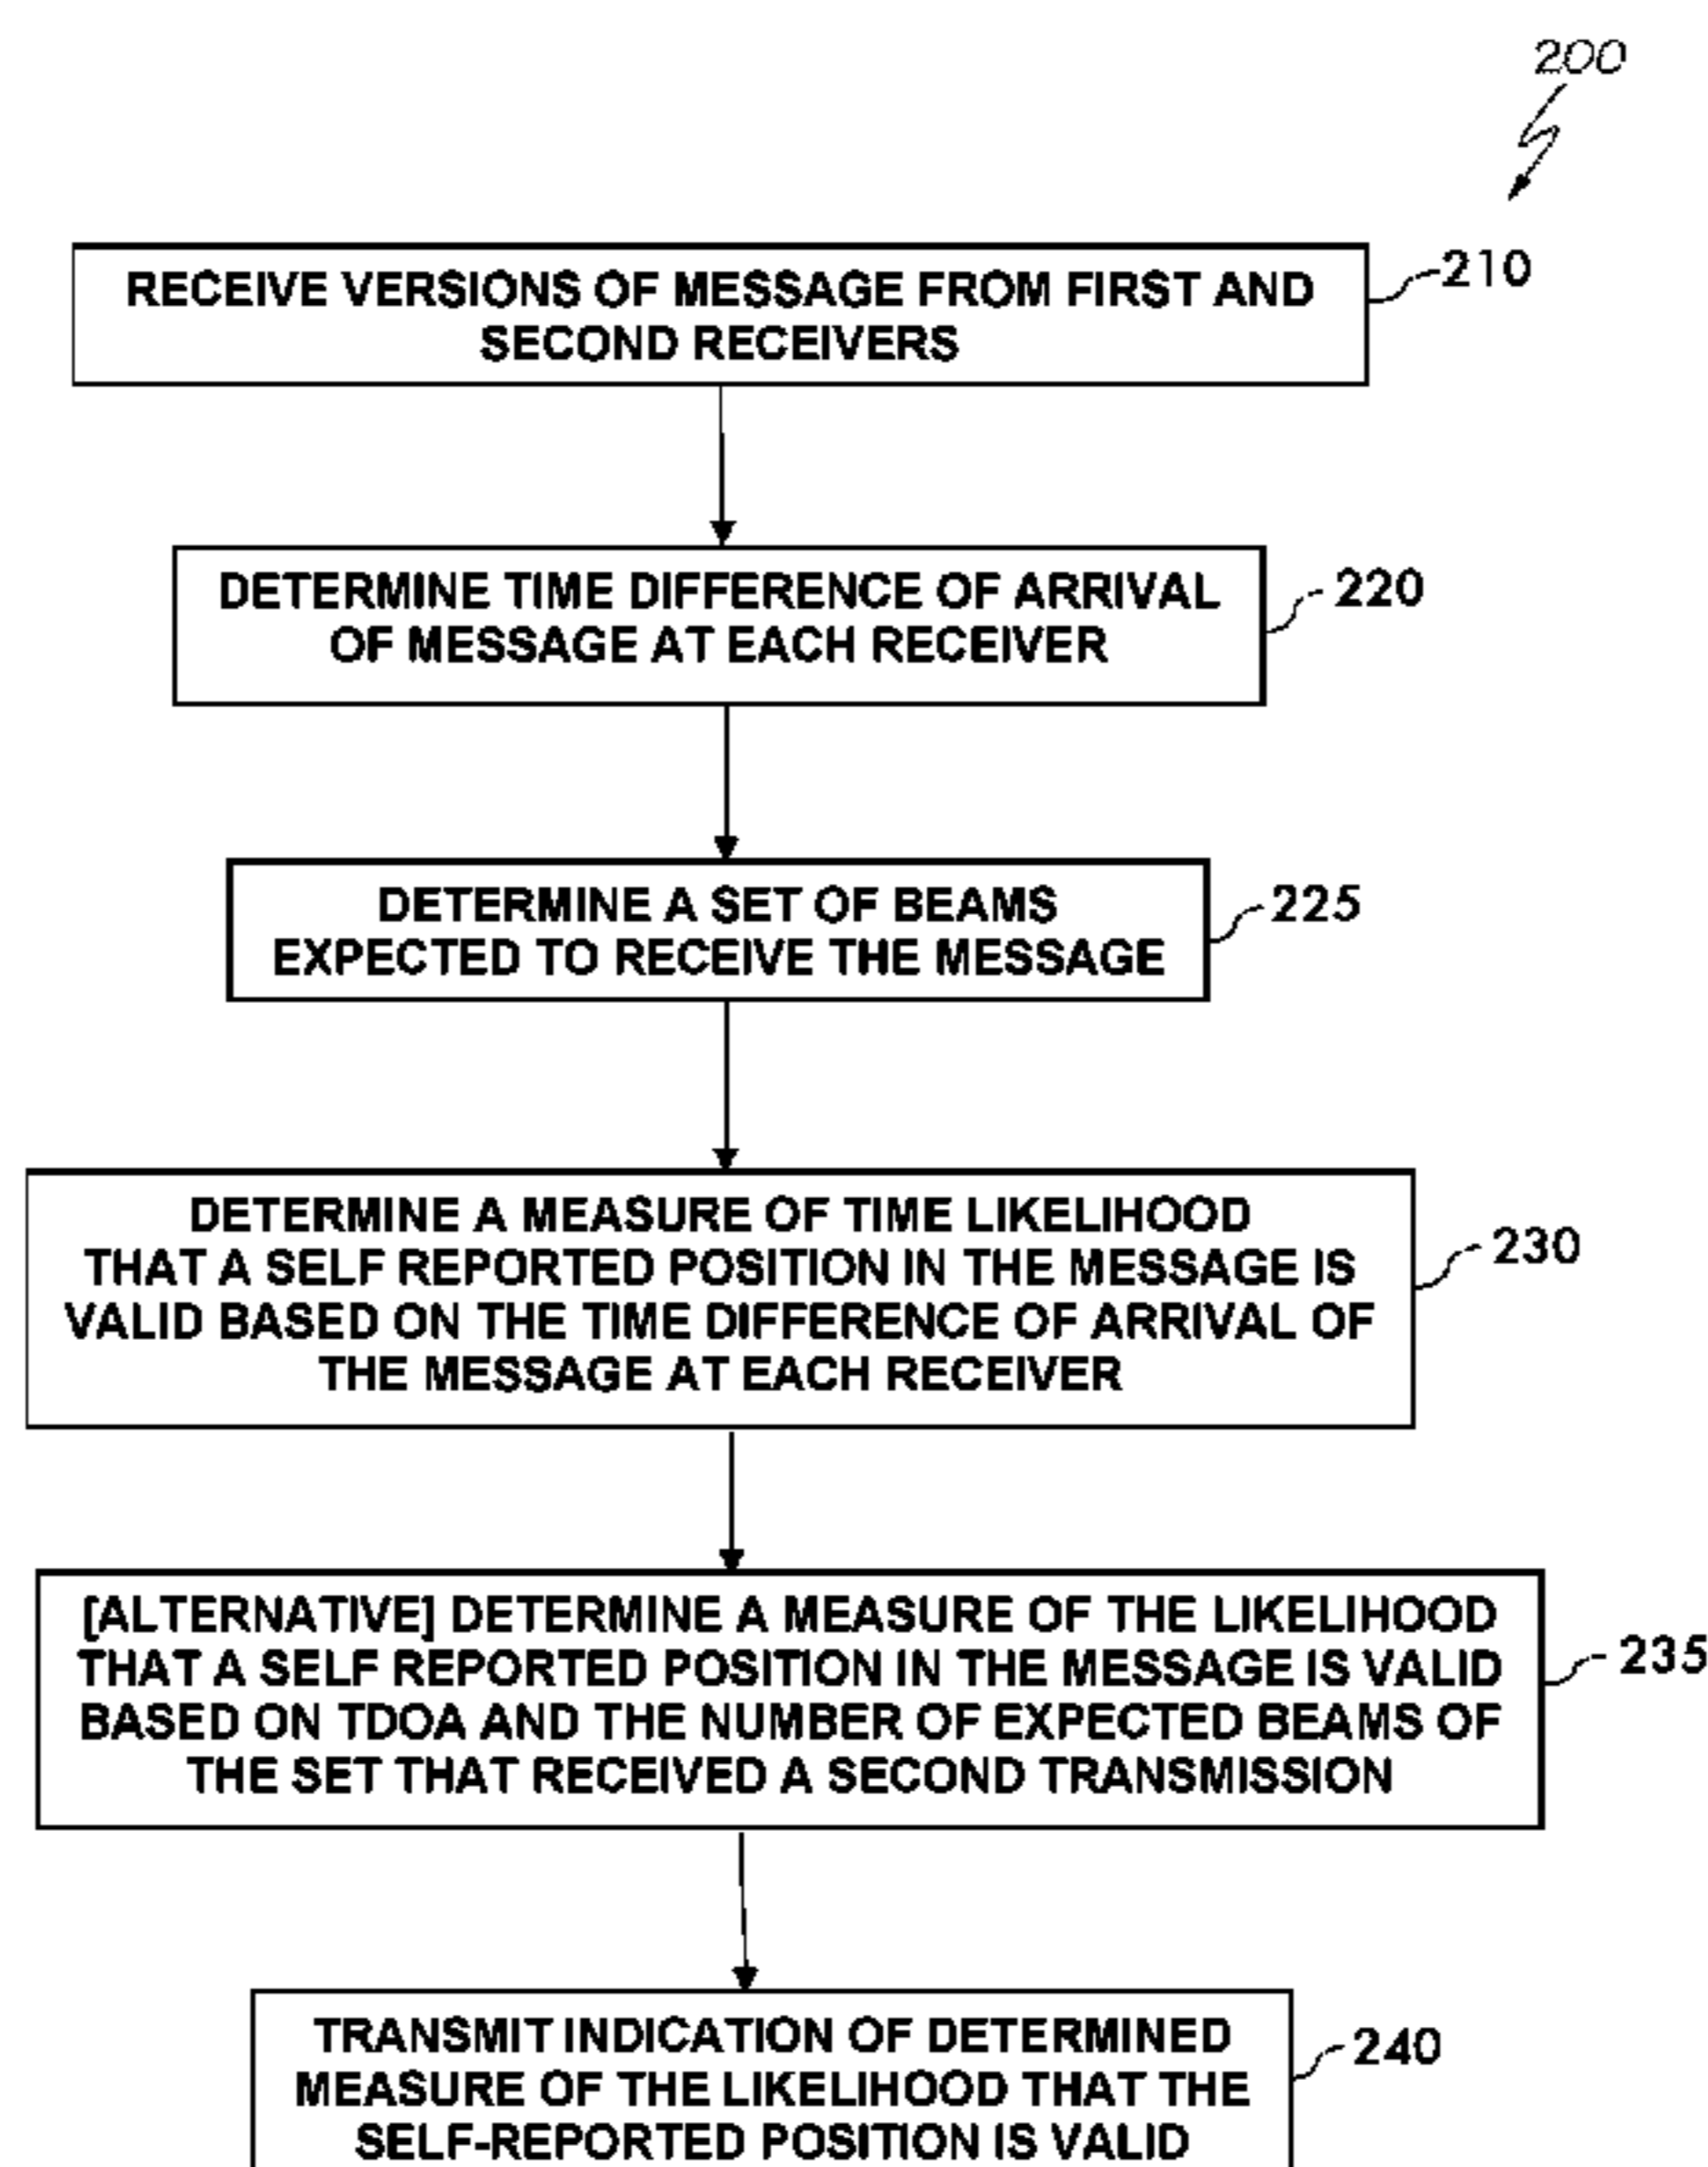 200
RECEIVE VERSIONS OF MESSAGE FROM FIRST AND
SECOND RECEIVERS
210
DETERMINE TIME DIFFERENCE OF ARRIVAL
OF MESSAGE AT EACH RECEIVER
220
DETERMINE A SET OF BEAMS
EXPECTED TO RECEIVE THE MESSAGE
225
DETERMINE A MEASURE OF TIME LIKELIHOOD
THAT A SELF REPORTED POSITION IN THE MESSAGE IS
VALID BASED ON THE TIME DIFFERENCE OF ARRIVAL OF
THE MESSAGE AT EACH RECEIVER
230
[ALTERNATIVE] DETERMINE A MEASURE OF THE LIKELIHOOD
THAT A SELF REPORTED POSITION IN THE MESSAGE IS VALID
BASED ON TDOA AND THE NUMBER OF EXPECTED BEAMS OF
THE SET THAT RECEIVED A SECOND TRANSMISSION
235
TRANSMIT INDICATION OF DETERMINED
MEASURE OF THE LIKELIHOOD THAT THE
SELF-REPORTED POSITION IS VALID
240